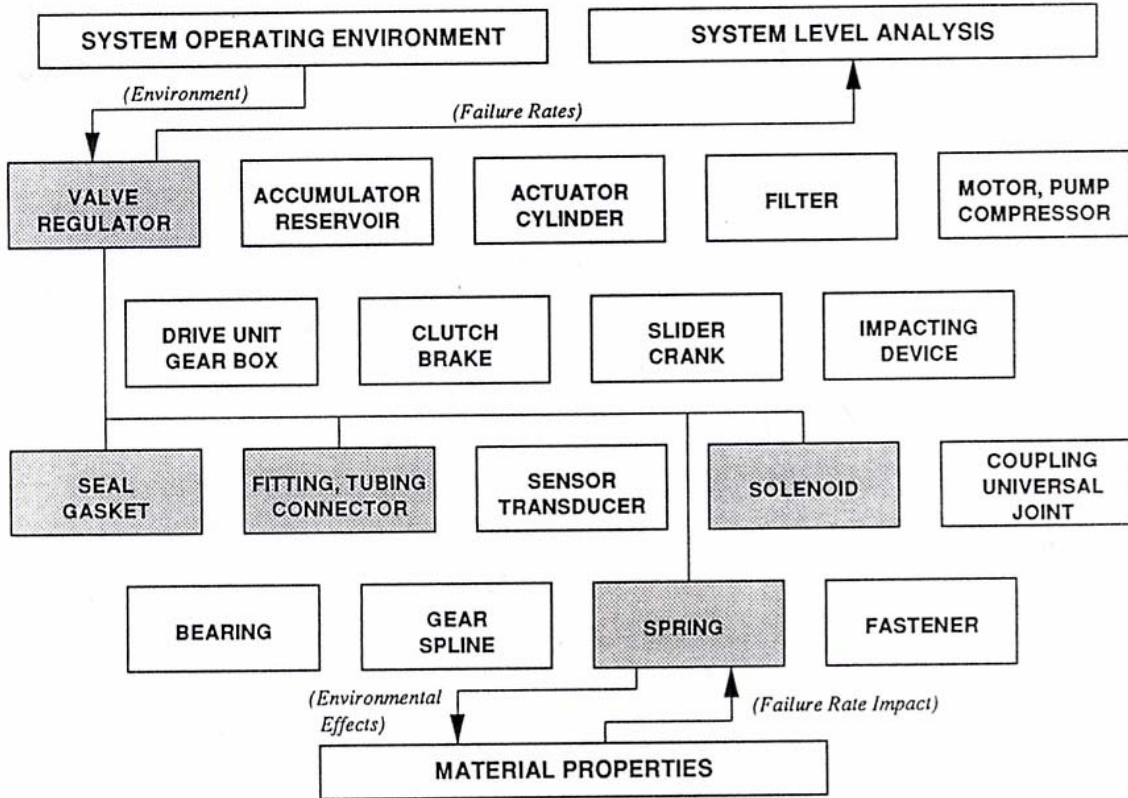 SYSTEM OPERATING ENVIRONMENT
SYSTEM LEVEL ANALYSIS
(Environment)
(Failure Rates)
VALVE
REGULATOR
ACCUMULATOR
RESERVOIR
ACTUATOR
CYLINDER
FILTER
MOTOR, PUMP
COMPRESSOR
DRIVE UNIT
GEAR BOX
CLUTCH
BRAKE
SLIDER
CRANK
IMPACTING
DEVICE
SEAL
GASKET
FITTING, TUBING
CONNECTOR
SENSOR
TRANSDUCER
SOLENOID
COUPLING
UNIVERSAL
JOINT
BEARING
GEAR
SPLINE
SPRING
FASTENER
(Environmental
Effects)
(Failure Rate Impact)
MATERIAL PROPERTIES